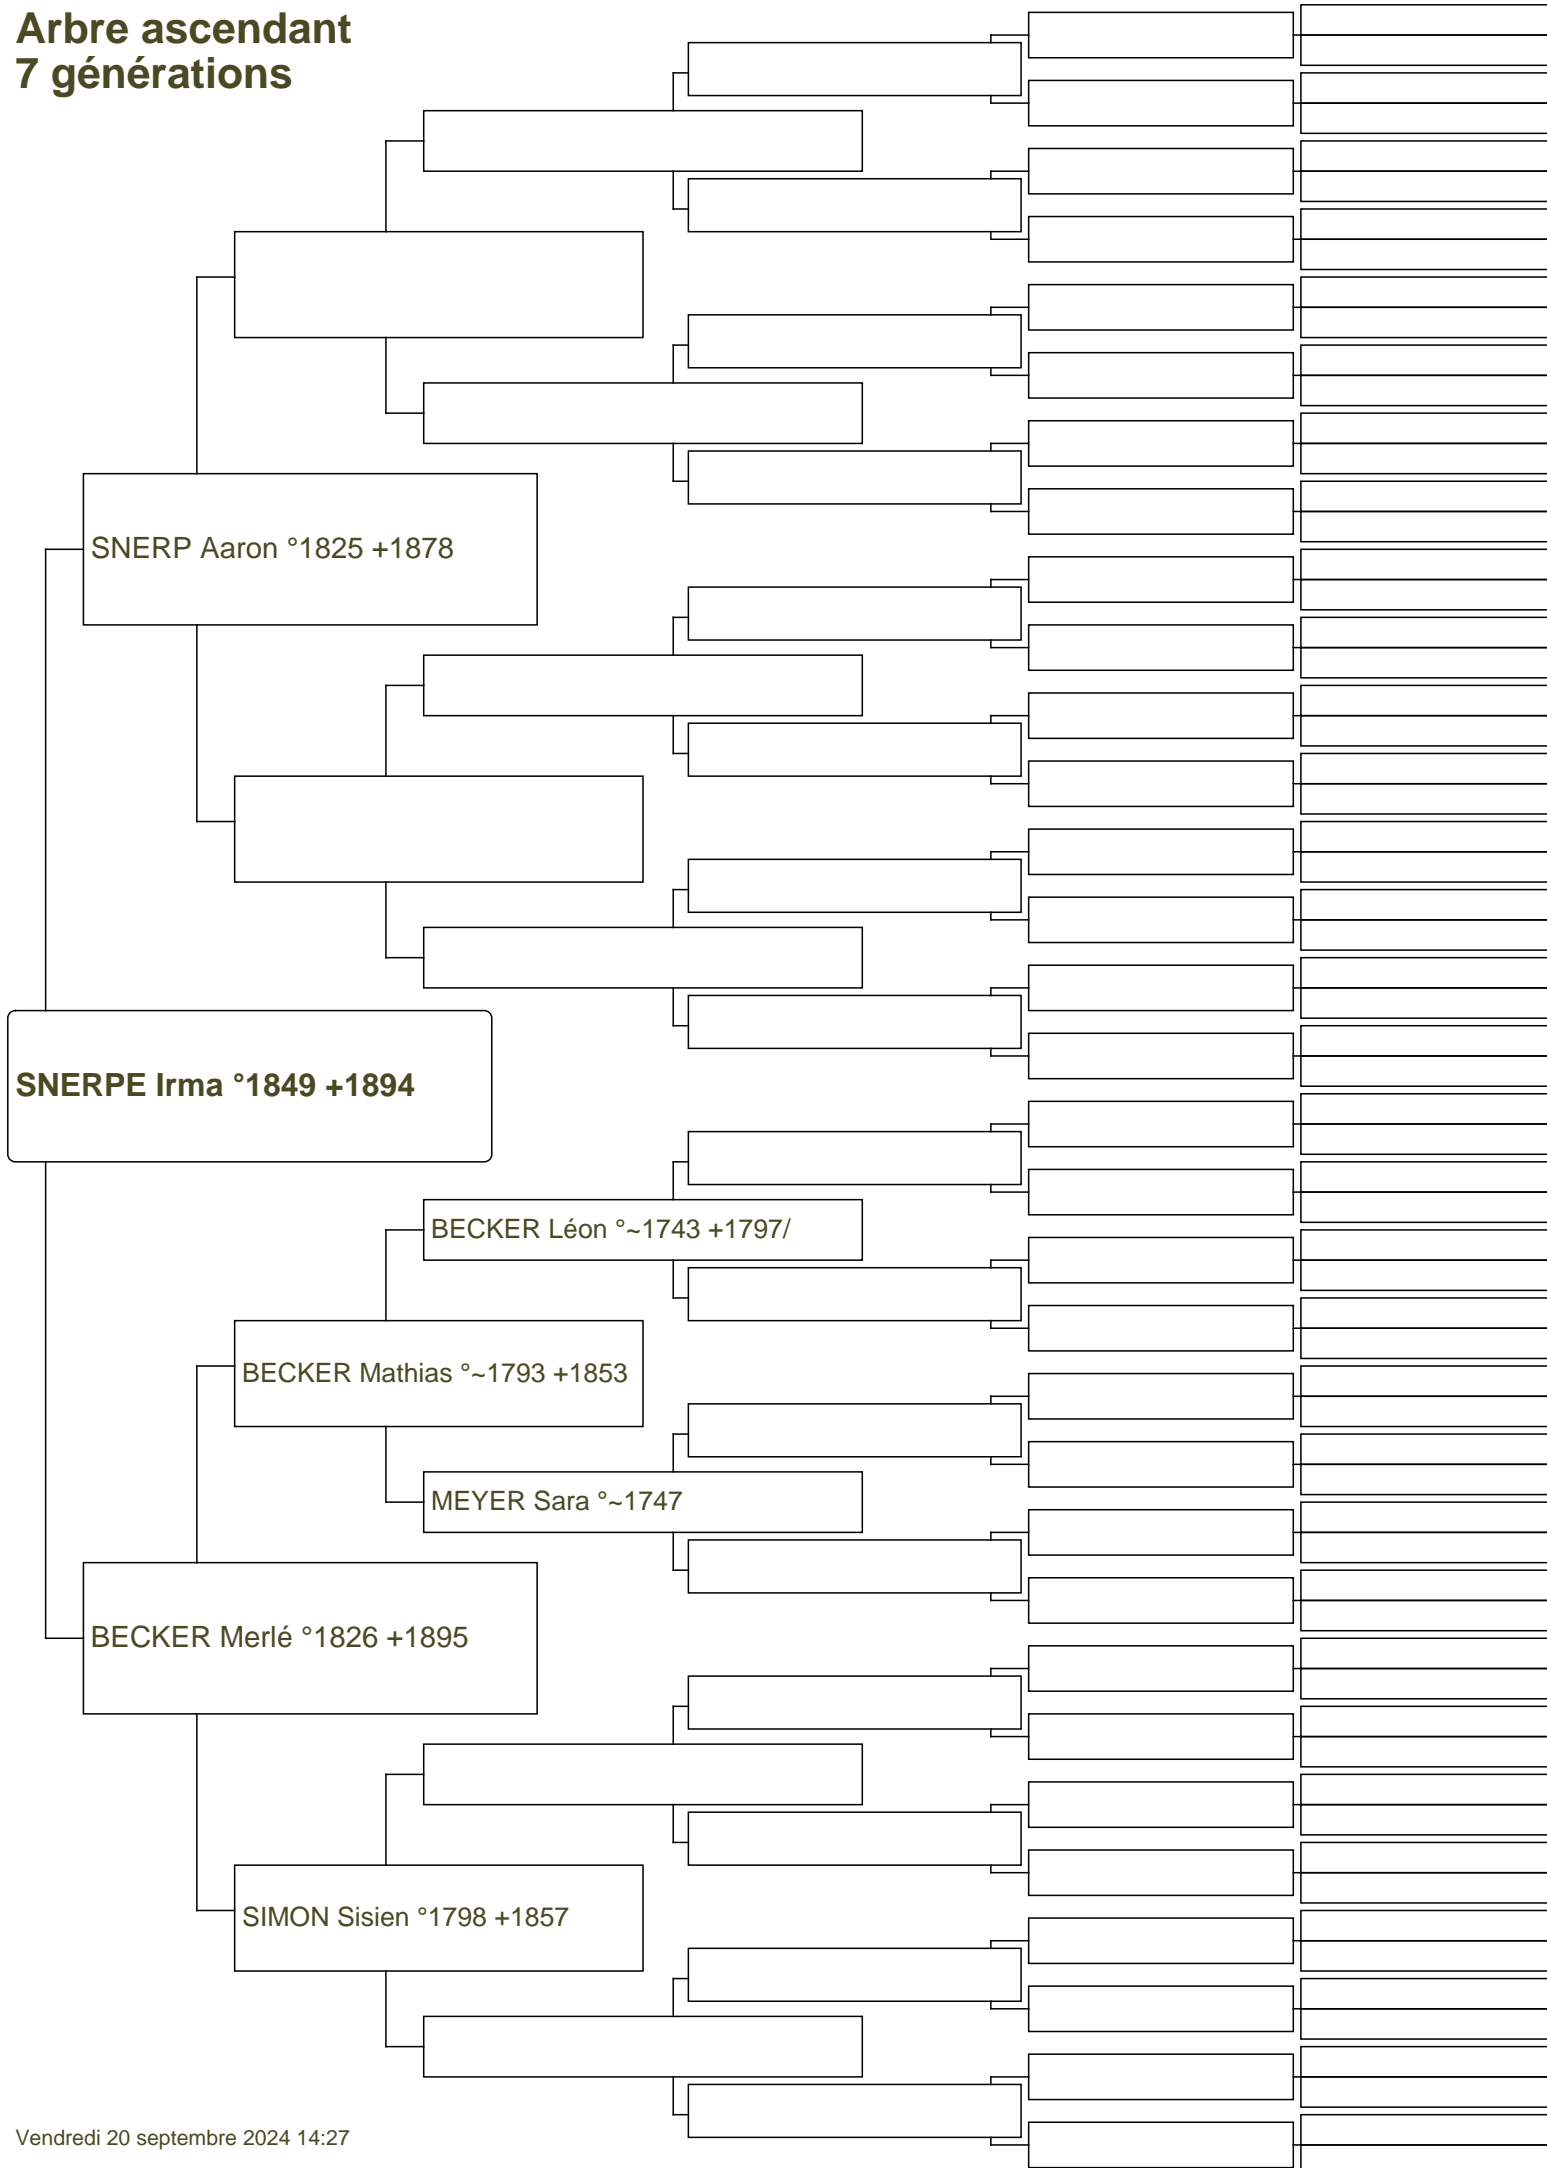 Arbre ascendant
7 générations
SNERP Aaron °1825 +1878
SNERPE Irma °1849 +1894
BECKER Léon °~1743 +1797/
BECKER Mathias °~1793 +1853
MEYER Sara °~1747
BECKER Merlé °1826 +1895
SIMON Sisien °1798 +1857
Vendredi 20 septembre 2024 14:27